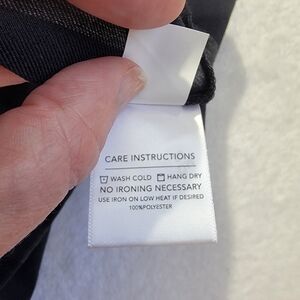 CARE INSTRUCTIONS
WASH COLD HANG DRY
NO IRONING NECESSARY
USE IRON ON LOW HEAT IF DESIRED
100%POLYESTER